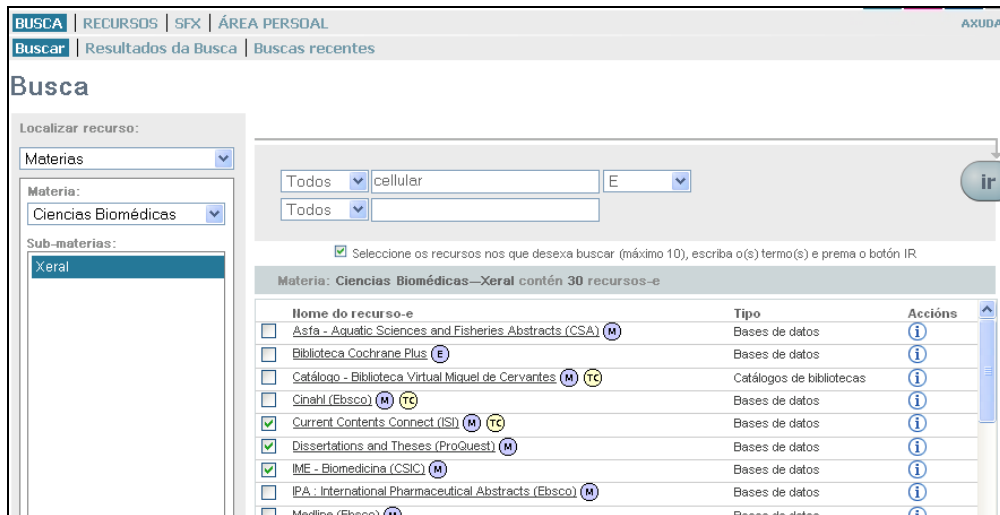 BUSCA | RECURSOS | SFX | ÁREA PERSOAL
AXUDA
Buscar | Resultados da Busca | Buscas recentes
Busca
Localizar recurso:
Materias
Materia:
Ciencias Biomédicas
Sub-materias:
Xeral
Todos cellular E
Todos
ir
Seleccione os recursos nos que desexa buscar (máximo 10), escriba o(s) termo(s) e prema o botón IR
Materia: Ciencias Biomédicas—Xeral contén 30 recursos-e
Nome do recurso-e Tipo Accións
Asfa - Aquatic Sciences and Fisheries Abstracts (CSA) M Bases de datos i
Biblioteca Cochrane Plus E Bases de datos i
Catálogo - Biblioteca Virtual Miguel de Cervantes M TC Catálogos de bibliotecas i
Cinahl (Ebsco) M TC Bases de datos i
Current Contents Connect (ISI) M TC Bases de datos i
Dissertations and Theses (ProQuest) M Bases de datos i
IME - Biomedicina (CSIC) M Bases de datos i
IPA : International Pharmaceutical Abstracts (Ebsco) M Bases de datos i
Medline (Ebsco) M Bases de datos i